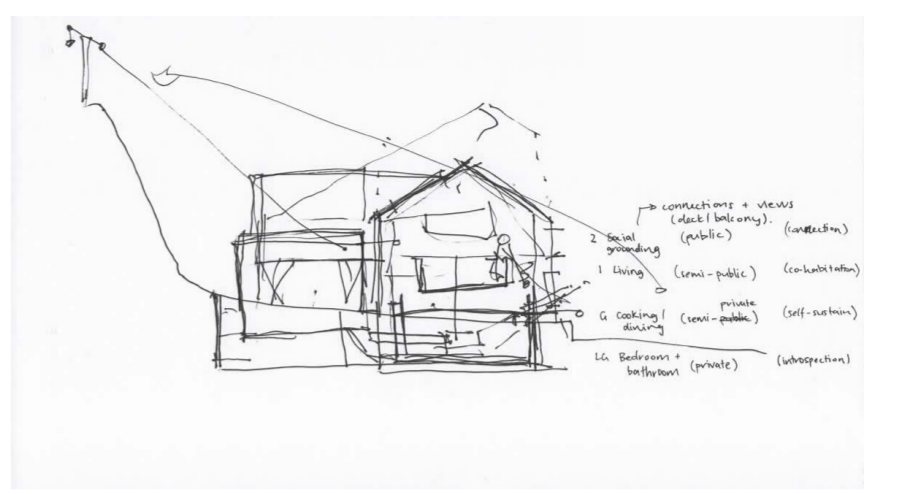 → connections + views
(deck/balcony).
2 Social grounding (public) (connection)
1 Living (semi-public) (co-habitation)
private
G Cooking/ dining (semi-public) (self-sustain)
LG Bedroom + bathroom (private) (introspection)